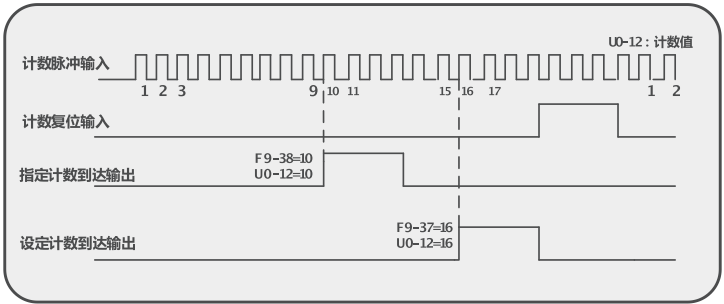 U0-12：计数值
计数脉冲输入
1 2 3 9 10 11 15 16 17 1 2
计数复位输入
F9-38=10
指定计数到达输出
U0-12=10
F9-37=16
设定计数到达输出
U0-12=16